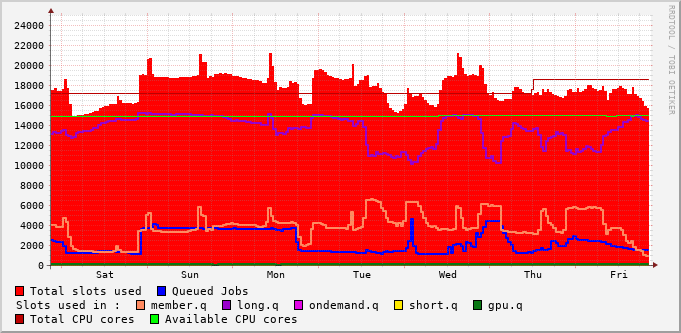 24000
22000
20000
18000
16000
14000
12000
10000
8000
6000
4000
2000
0
Sat Sun Mon Tue Wed Thu Fri
RRDTOOL / TOBI OETIKER
Total slots used Queued Jobs
Slots used in : member.q long.q ondemand.q short.q gpu.q
Total CPU cores Available CPU cores